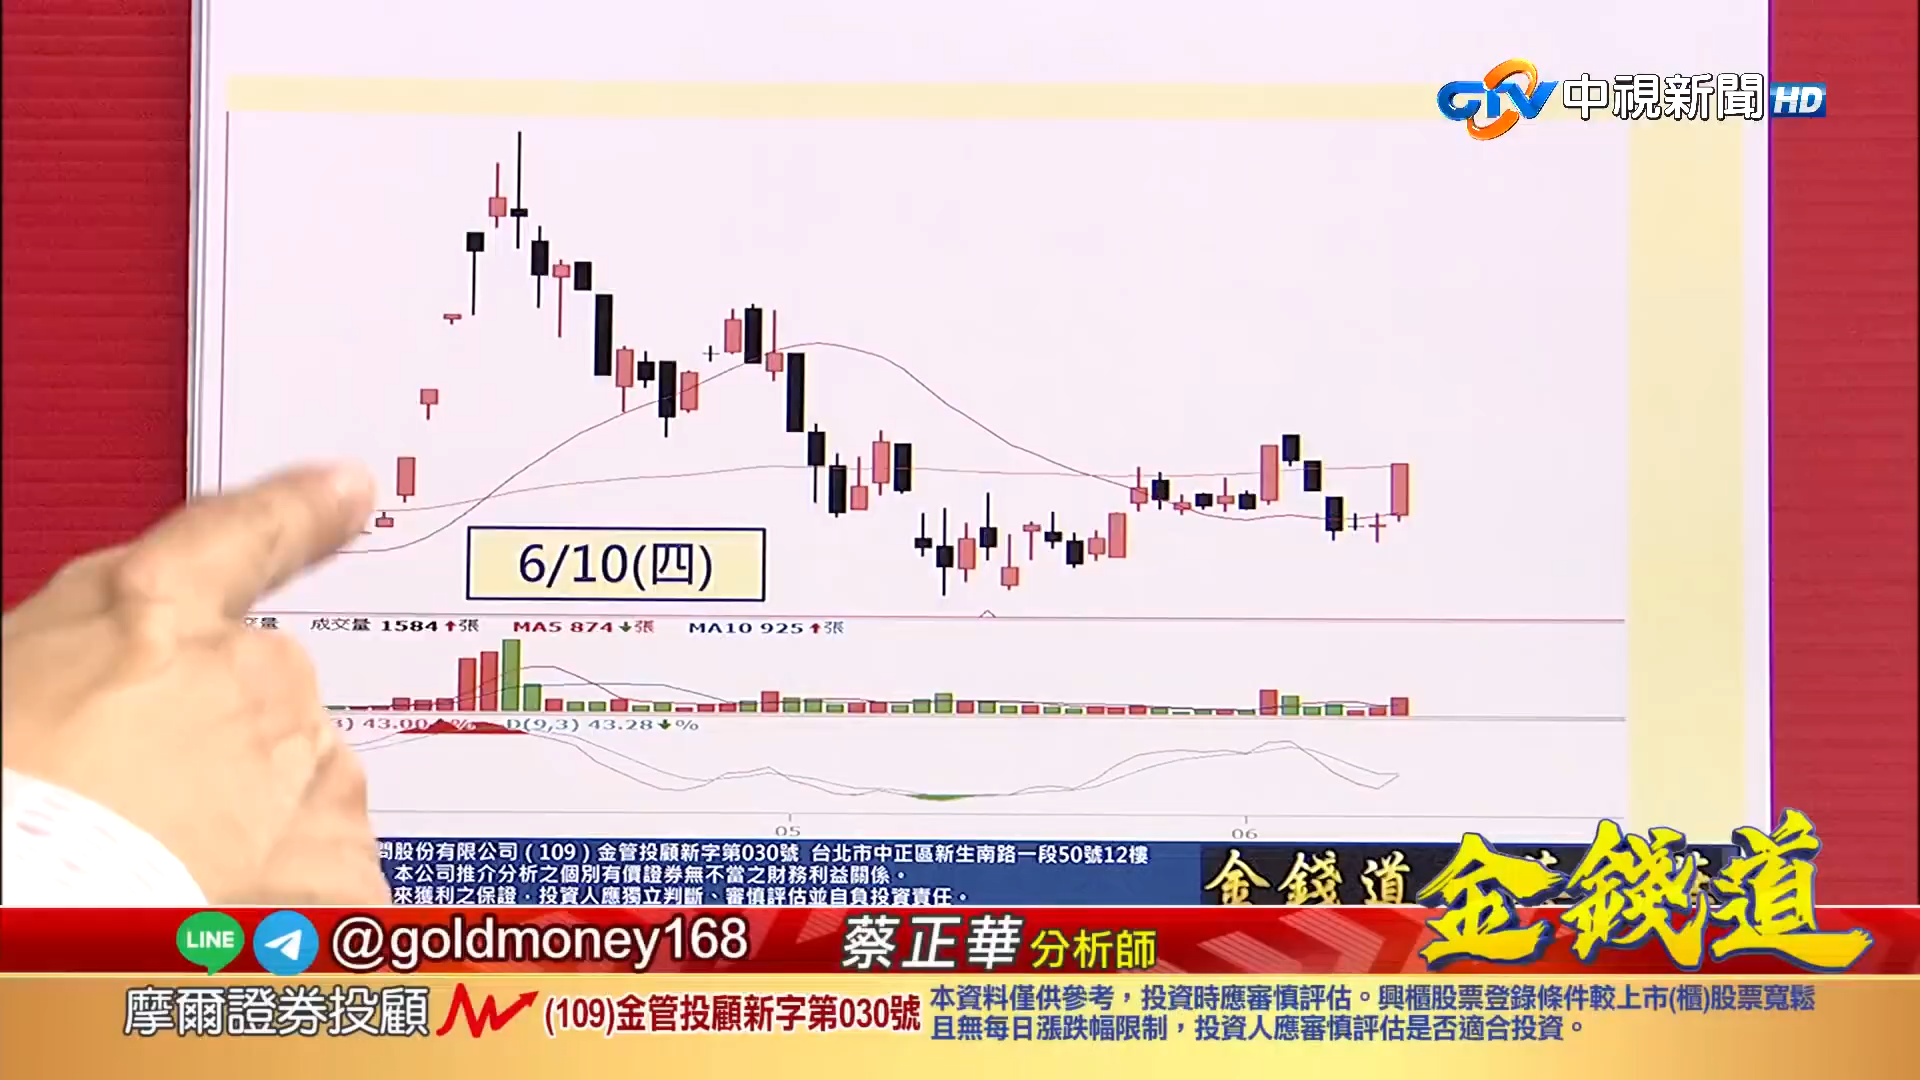 CTV中視新聞HD
6/10(四)
交量 成交量 1584↑張 MA5 874↓張 MA10 925↑張
3) 43.00 % D(9,3) 43.28↓%
05 06
問股份有限公司(109)金管投顧新字第030號 台北市中正區新生南路一段50號12樓
本公司推介分析之個別有價證券無不當之財務利益關係。
來獲利之保證,投資人應獨立判斷、審慎評估並自負投資責任。
金錢道
金錢道
LINE @goldmoney168 蔡正華分析師
摩爾證券投顧 (109)金管投顧新字第030號
本資料僅供參考,投資時應審慎評估。興櫃股票登錄條件較上市(櫃)股票寬鬆
且無每日漲跌幅限制,投資人應審慎評估是否適合投資。